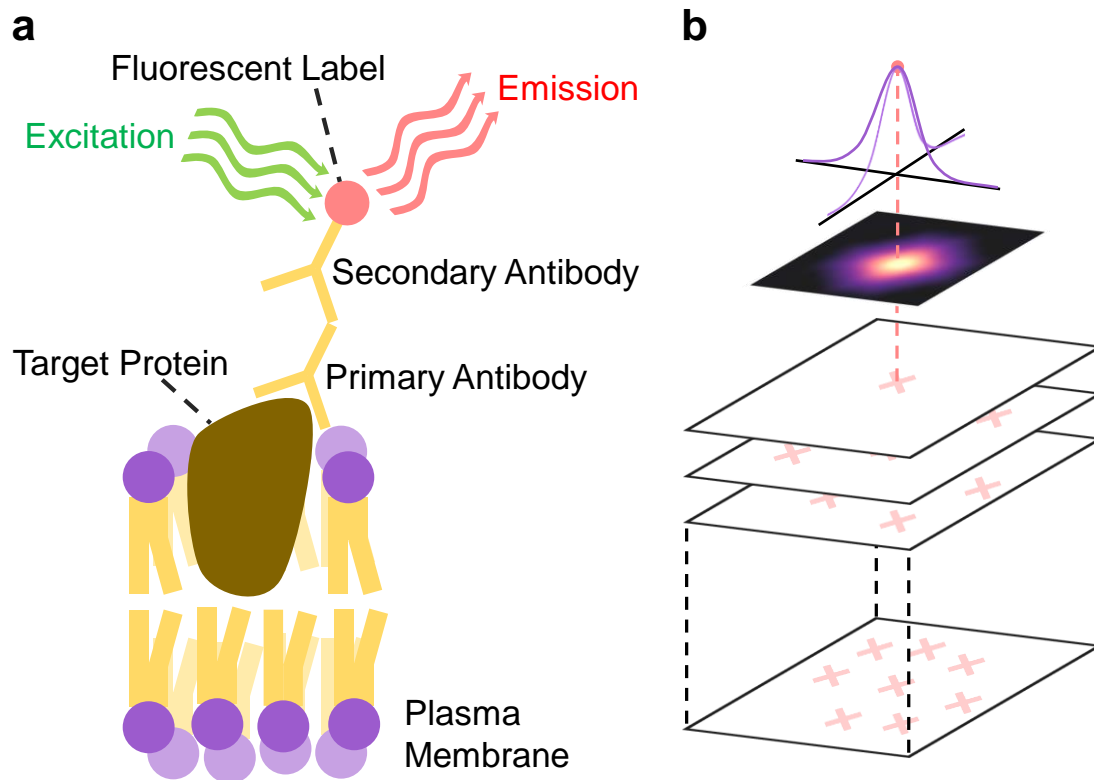 a
Fluorescent Label
Excitation
Emission
Secondary Antibody
Target Protein
Primary Antibody
Plasma
Membrane
b